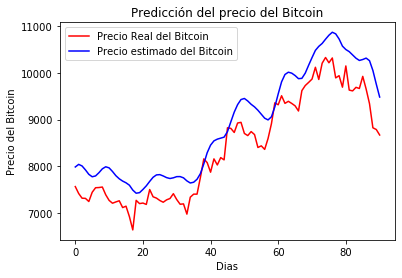 Predicción del precio del Bitcoin
Precio Real del Bitcoin
Precio estimado del Bitcoin
Precio del Bitcoin
11000
10000
9000
8000
7000
0
20
40
60
80
Dias